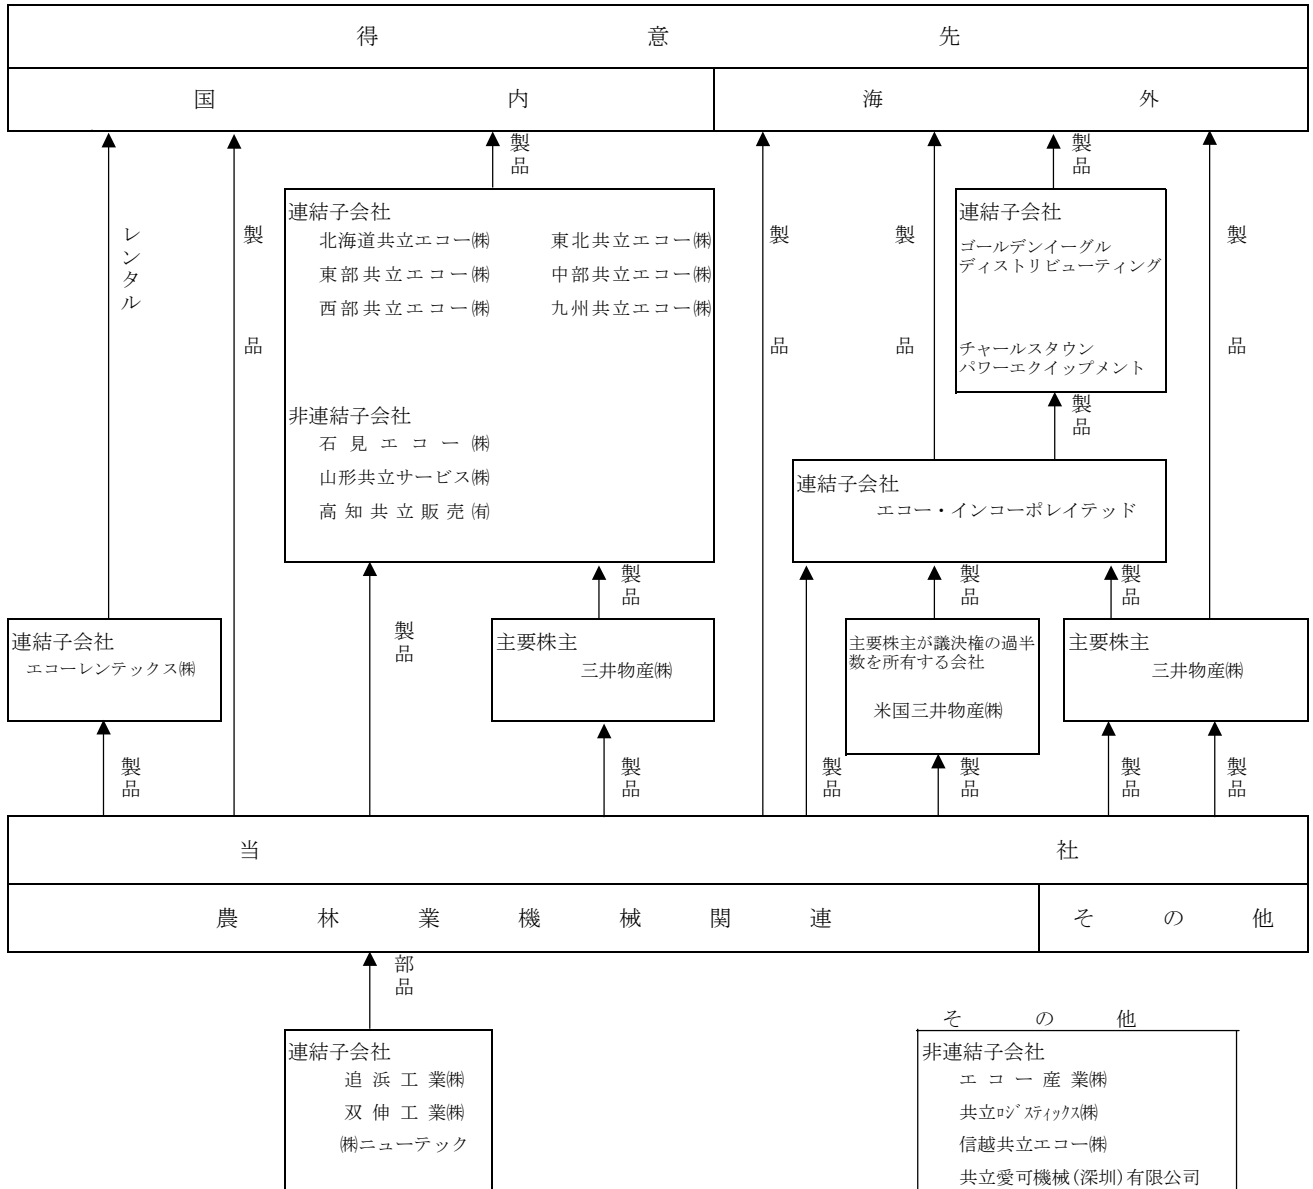 得意先
国内
海外
製品
製品
レンタル
製品
製品
製品
製品
連結子会社
北海道共立エコー㈱ 東北共立エコー㈱
東部共立エコー㈱ 中部共立エコー㈱
西部共立エコー㈱ 九州共立エコー㈱
非連結子会社
石見エコー㈱
山形共立サービス㈱
高知共立販売㈲
連結子会社
ゴールデンイーグル
ディストリビューティング
チャールスタウン
パワーエクイップメント
製品
連結子会社
エコー・インコーポレイテッド
製品
製品
製品
連結子会社
エコーレンテックス㈱
製品
主要株主
三井物産㈱
主要株主が議決権の過半
数を所有する会社
米国三井物産㈱
主要株主
三井物産㈱
製品
製品
製品
製品
製品
製品
当社
農林業機械関連
その他
部品
連結子会社
追浜工業㈱
双伸工業㈱
㈱ニューテック
その他
非連結子会社
エコー産業㈱
共立ﾛｼﾞｽﾃｨｯｸｽ㈱
信越共立エコー㈱
共立愛可機械(深圳)有限公司